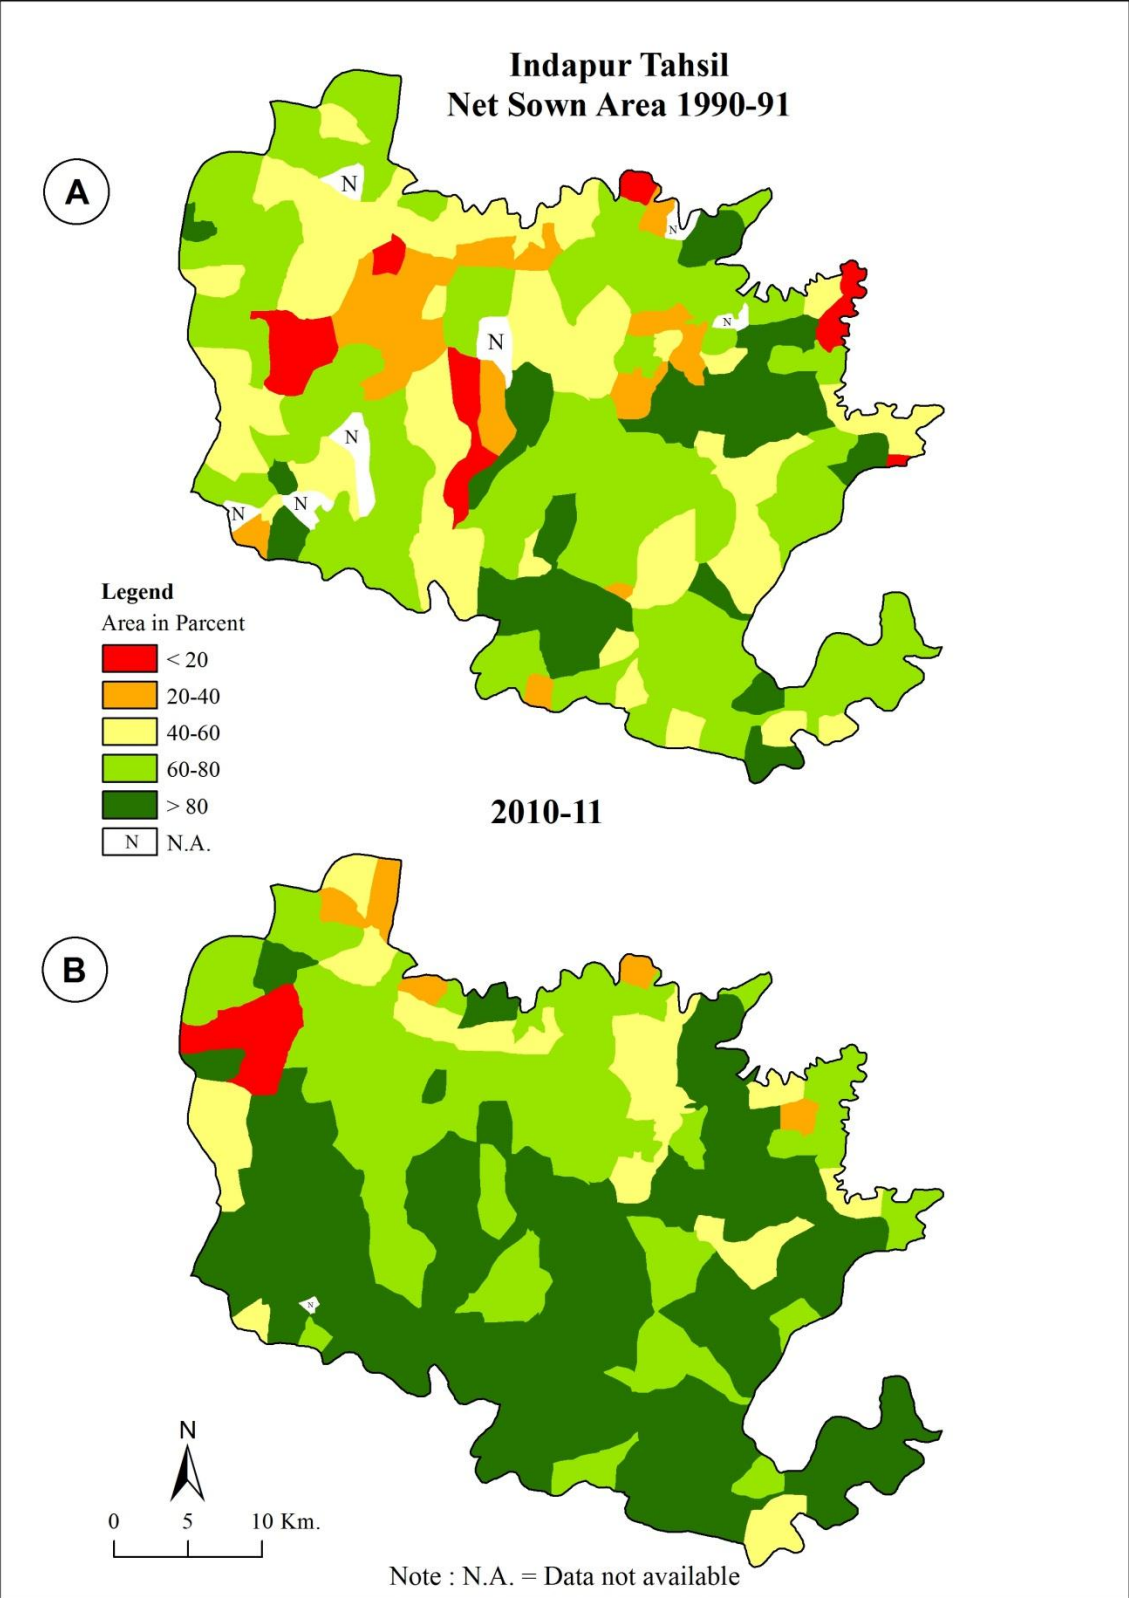 Indapur Tahsil
Net Sown Area 1990-91
A
N
N
N
N
N
N
N
Legend
Area in Parcent
< 20
20-40
40-60
60-80
> 80
N N.A.
2010-11
B
N
N
0 5 10 Km.
Note : N.A. = Data not available